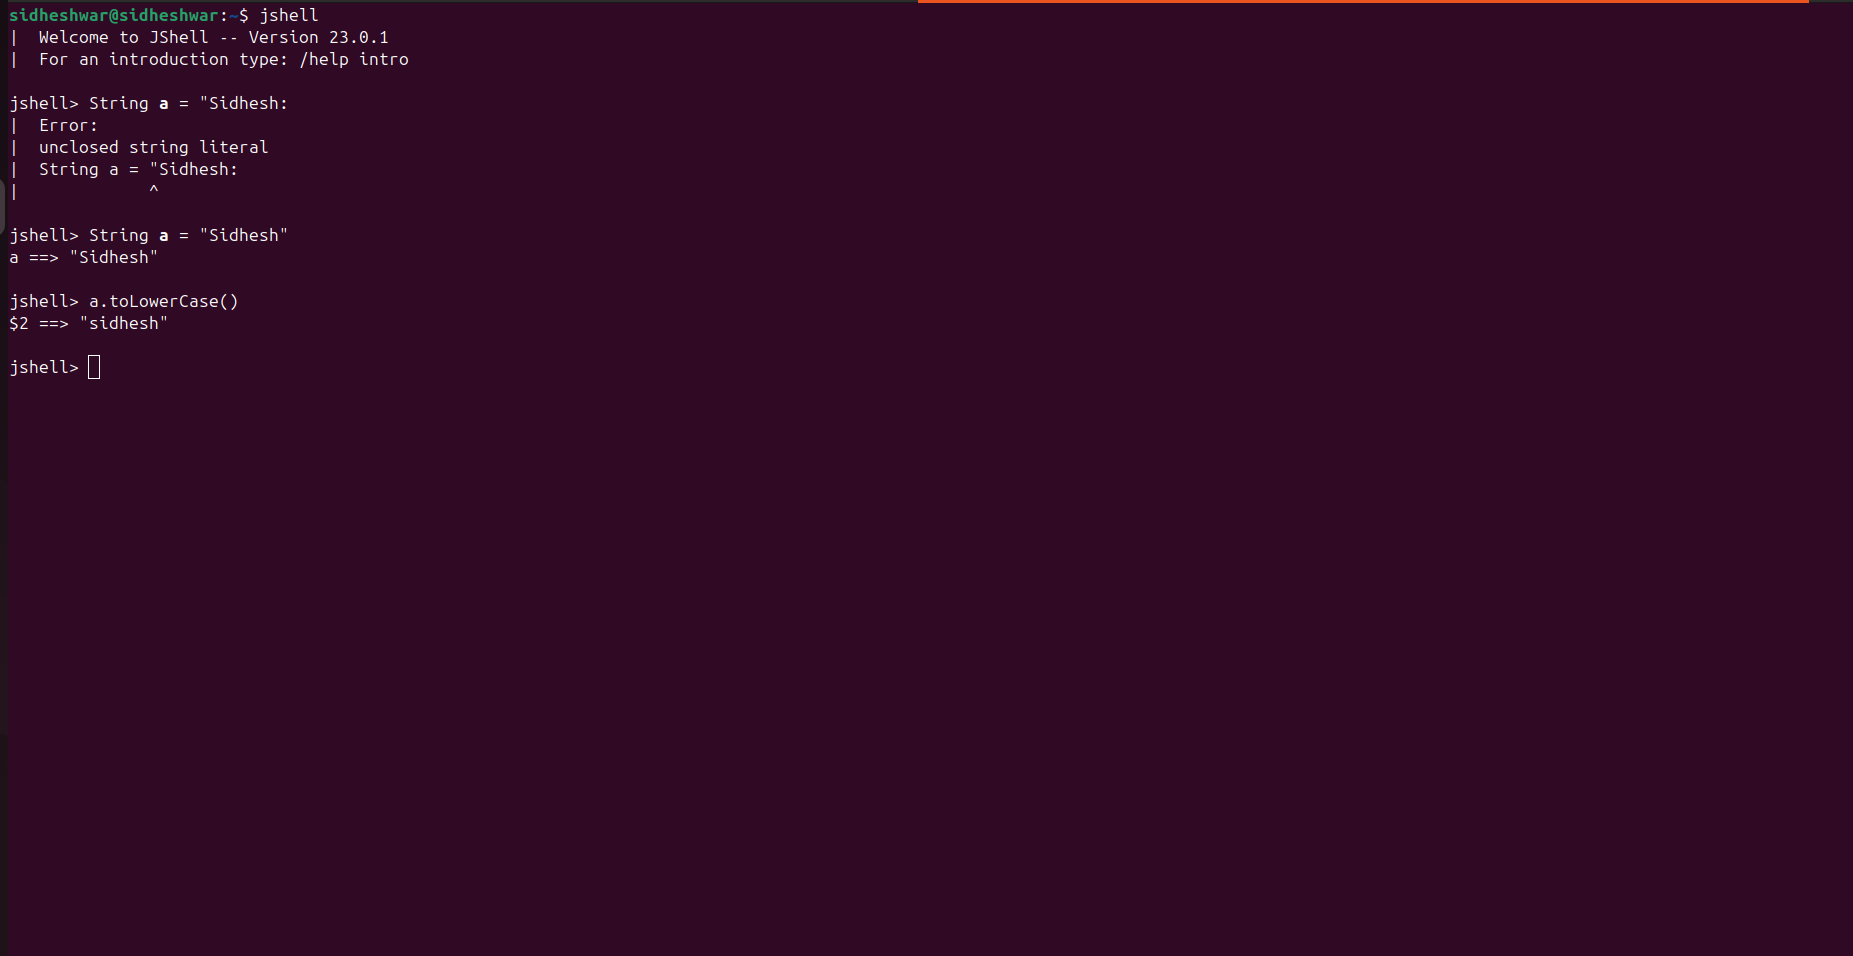 sidheshwar@sidheshwar:~$ jshell
|  Welcome to JShell -- Version 23.0.1
|  For an introduction type: /help intro
jshell> String a = "Sidhesh:
|  Error:
|  unclosed string literal
|  String a = "Sidhesh:
|             ^
jshell> String a = "Sidhesh"
a ==> "Sidhesh"
jshell> a.toLowerCase()
$2 ==> "sidhesh"
jshell>